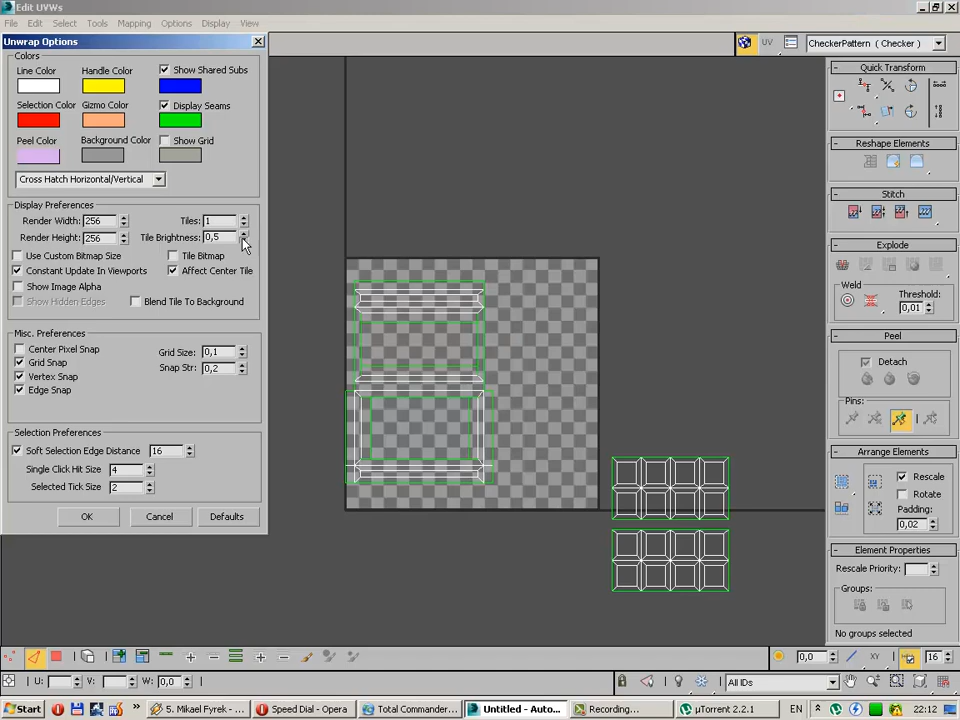 Edit UVWs
File Edit Select Tools Mapping Options Display View
Unwrap Options
UV
CheckerPattern ( Checker )
Colors
Line Color
Handle Color
Show Shared Subs
Selection Color
Gizmo Color
Display Seams
Peel Color
Background Color
Show Grid
Cross Hatch Horizontal/Vertical
Display Preferences
Render Width: 256
Tiles: 1
Render Height: 256
Tile Brightness: 0,5
Use Custom Bitmap Size
Tile Bitmap
Constant Update In Viewports
Affect Center Tile
Show Image Alpha
Show Hidden Edges
Blend Tile To Background
Misc. Preferences
Center Pixel Snap
Grid Size: 0,1
Grid Snap
Snap Str: 0,2
Vertex Snap
Edge Snap
Selection Preferences
Soft Selection Edge Distance 16
Single Click Hit Size 4
Selected Tick Size 2
OK
Cancel
Defaults
Quick Transform
Reshape Elements
Stitch
Explode
Weld
Threshold:
0,01
Peel
Detach
Pins:
Arrange Elements
Rescale
Rotate
Padding:
0,02
Element Properties
Rescale Priority:
Groups:
No groups selected
0,0
XY
16
U:
V:
W: 0,0
All IDs
Start
5. Mikael Fyrek - ...
Speed Dial - Opera
Total Commander...
Untitled - Auto...
Recording...
µTorrent 2.2.1
EN
22:12